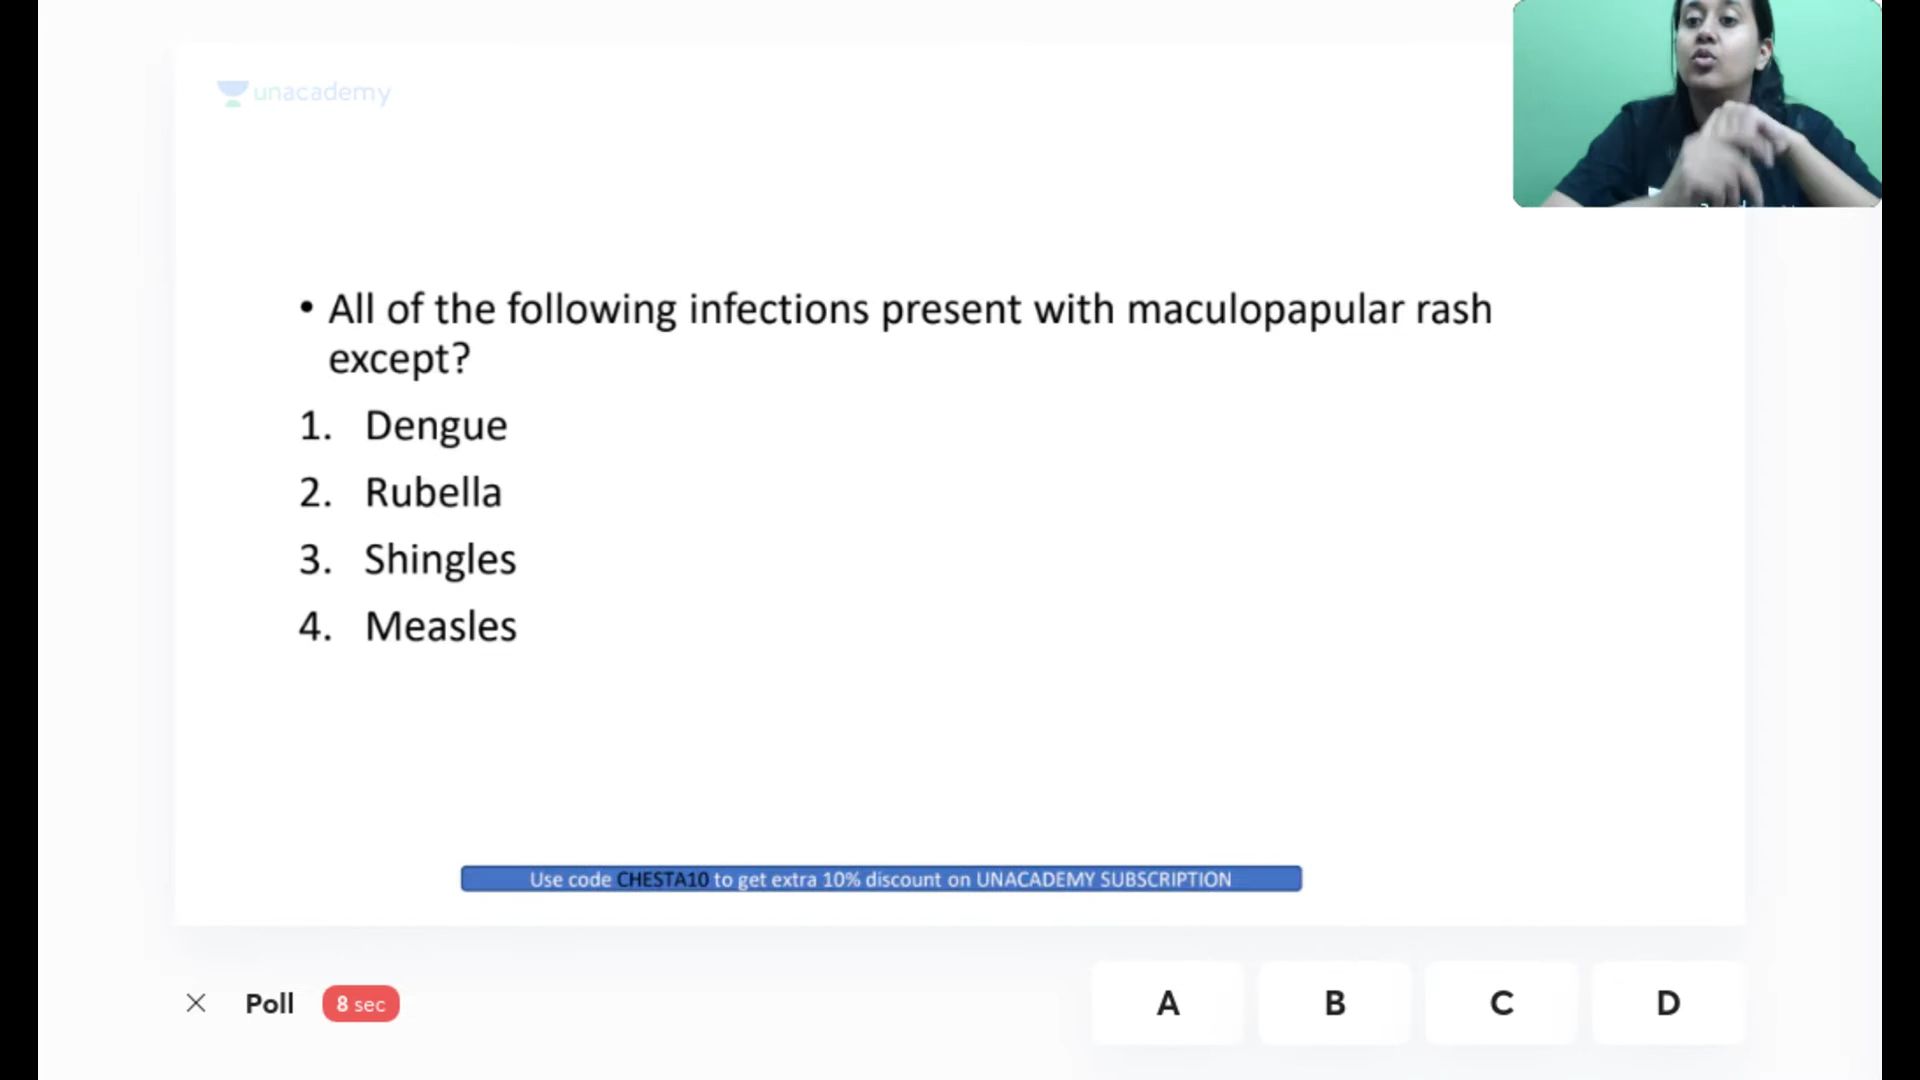 unacademy
• All of the following infections present with maculopapular rash
except?
1. Dengue
2. Rubella
3. Shingles
4. Measles
Use code CHESTA10 to get extra 10% discount on UNACADEMY SUBSCRIPTION
× Poll 8 sec A B C D